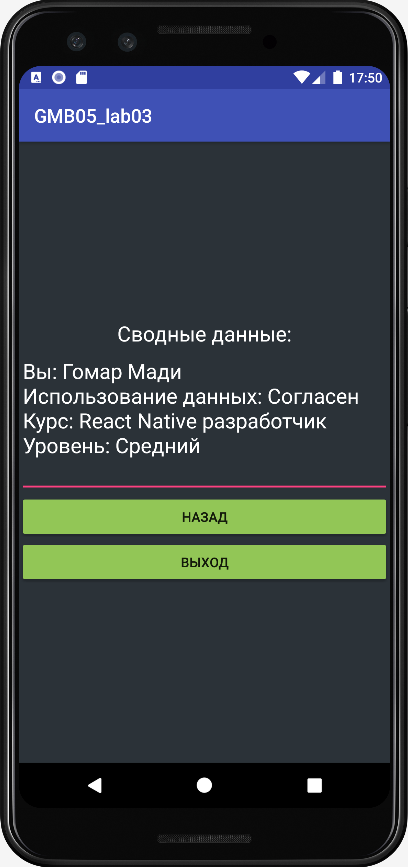 17:50
GMB05_lab03
Сводные данные:
Вы: Гомар Мади
Использование данных: Согласен
Курс: React Native разработчик
Уровень: Средний
НАЗАД
ВЫХОД